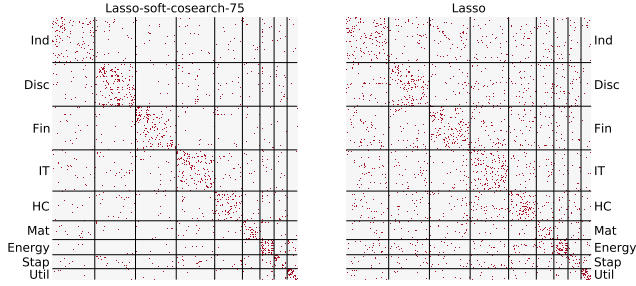 Lasso-soft-cosearch-75
Ind
Disc
Fin
IT
HC
Mat
Energy
Stap
Util
Lasso
Ind
Disc
Fin
IT
HC
Mat
Energy
Stap
Util